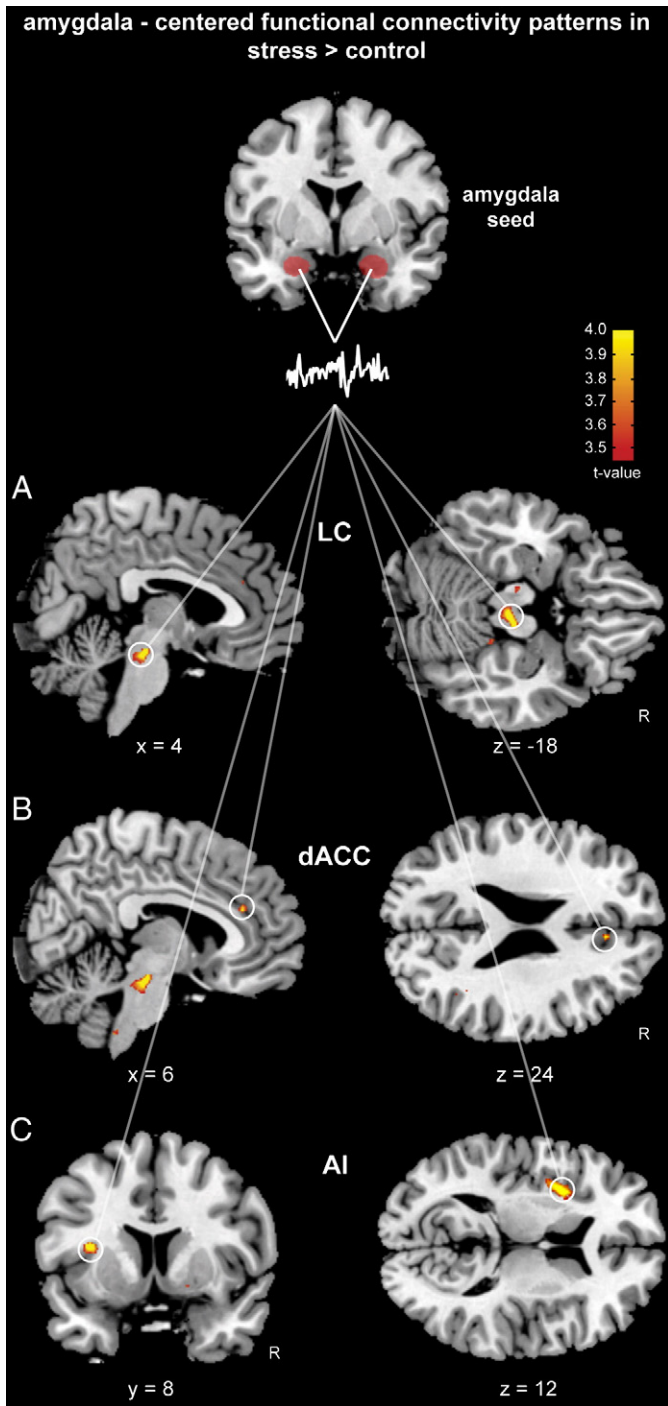 amygdala - centered functional connectivity patterns in
stress > control
amygdala
seed
4.0
3.9
3.8
3.7
3.6
3.5
t-value
A
LC
R
x = 4
z = -18
B
dACC
R
x = 6
z = 24
C
AI
R
y = 8
z = 12